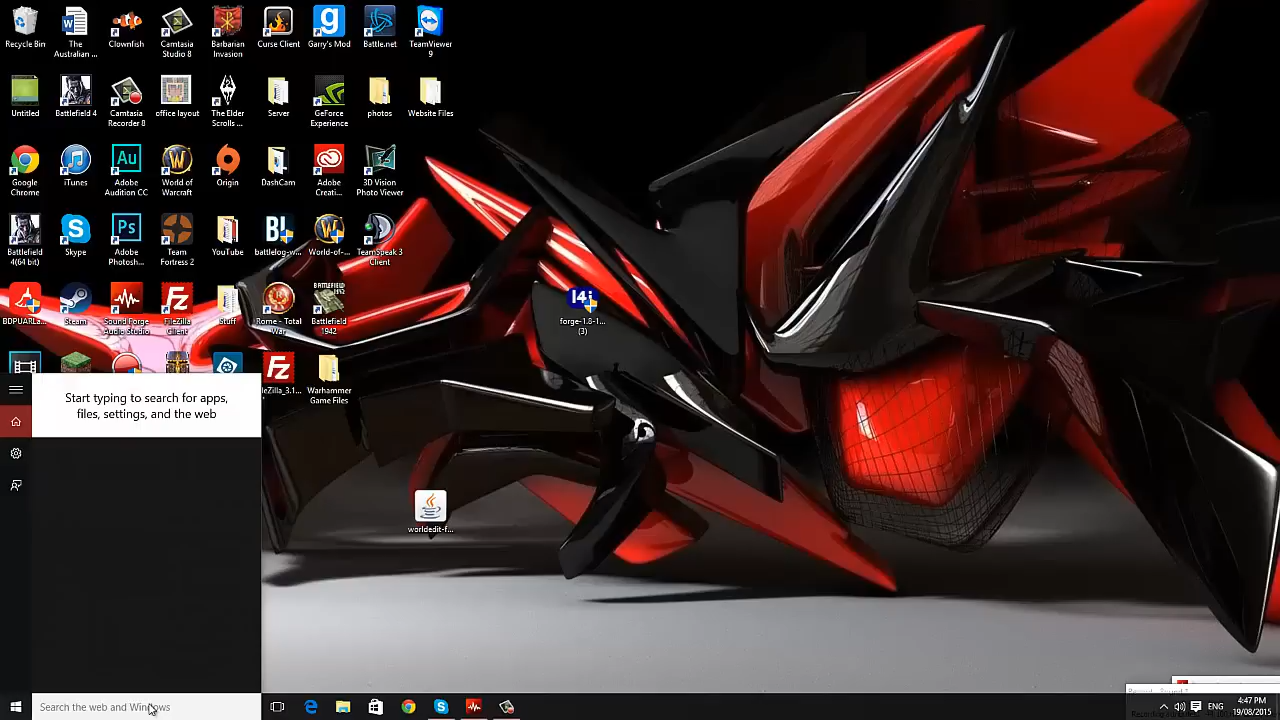 Recycle Bin
The Australian ...
Clownfish
Camtasia Studio 8
Barbarian Invasion
Curse Client
Garry's Mod
Battle.net
TeamViewer 9
Untitled
Battlefield 4
Camtasia Recorder 8
office layout
The Elder Scrolls ...
Server
GeForce Experience
photos
Website Files
Google Chrome
iTunes
Adobe Audition CC
World of Warcraft
Origin
DashCam
Adobe Creati...
3D Vision Photo Viewer
Battlefield 4(64 bit)
Skype
Adobe Photosh...
Team Fortress 2
YouTube
battlelog-w...
World-of-...
TeamSpeak 3 Client
BDPUARLa...
Steam
Sound Forge Audio Studio
FileZilla Client
Stuff
Rome - Total War
Battlefield 1942
forge-1.8-1... (3)
Warhammer Game Files
Start typing to search for apps,
files, settings, and the web
worldedit-f...
Search the web and Windows
ENG
4:47 PM
19/08/2015